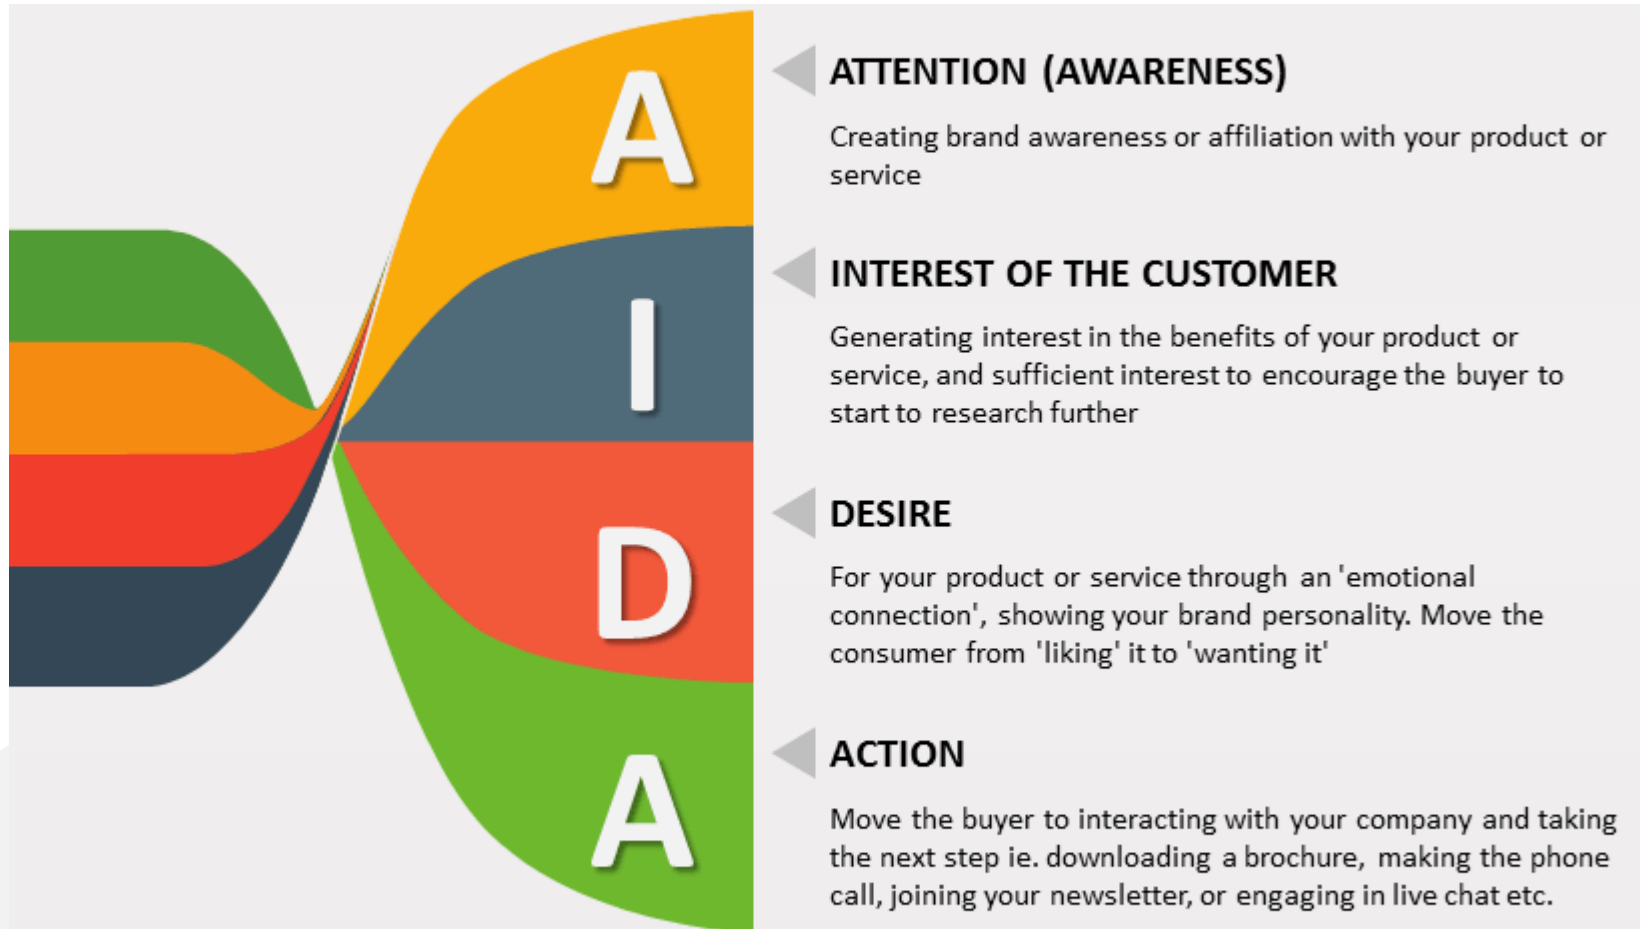 A
ATTENTION (AWARENESS)
Creating brand awareness or affiliation with your product or
service
I
INTEREST OF THE CUSTOMER
Generating interest in the benefits of your product or
service, and sufficient interest to encourage the buyer to
start to research further
D
DESIRE
For your product or service through an 'emotional
connection', showing your brand personality. Move the
consumer from 'liking' it to 'wanting it'
A
ACTION
Move the buyer to interacting with your company and taking
the next step ie. downloading a brochure, making the phone
call, joining your newsletter, or engaging in live chat etc.